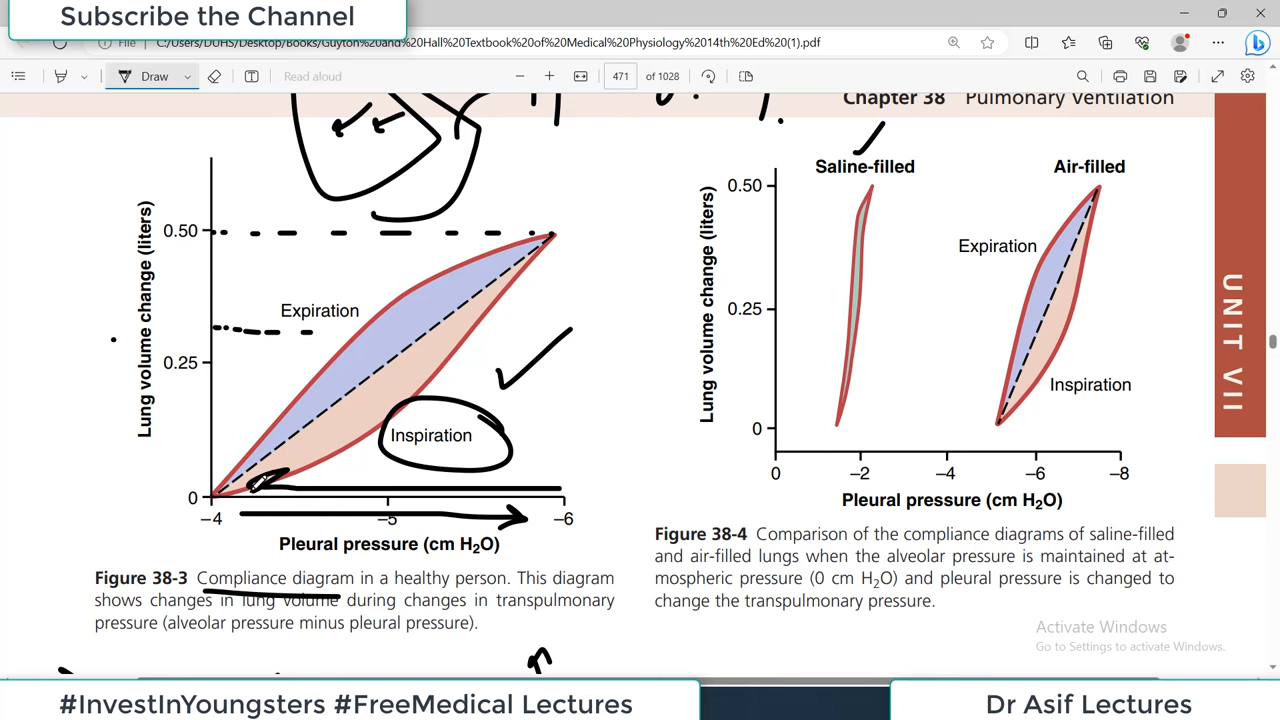 Subscribe the Channel
File
C:/Users/DUHS/Desktop/Books/Guyton%20and%20Hall%20Textbook%20of%20Medical%20Physiology%2014th%20Ed%20(1).pdf
Draw
Read aloud
471 of 1028
Chapter 38 Pulmonary Ventilation
Saline-filled
Air-filled
0.50
0.25
0
Lung volume change (liters)
Expiration
Inspiration
–4
–5
–6
Pleural pressure (cm H2O)
0.50
0.25
0
Lung volume change (liters)
Expiration
Inspiration
0
–2
–4
–6
–8
Pleural pressure (cm H2O)
UNIT VII
Figure 38-3 Compliance diagram in a healthy person. This diagram
shows changes in lung volume during changes in transpulmonary
pressure (alveolar pressure minus pleural pressure).
Figure 38-4 Comparison of the compliance diagrams of saline-filled
and air-filled lungs when the alveolar pressure is maintained at at-
mospheric pressure (0 cm H2O) and pleural pressure is changed to
change the transpulmonary pressure.
Activate Windows
Go to Settings to activate Windows.
#InvestInYoungsters #FreeMedical Lectures
Dr Asif Lectures